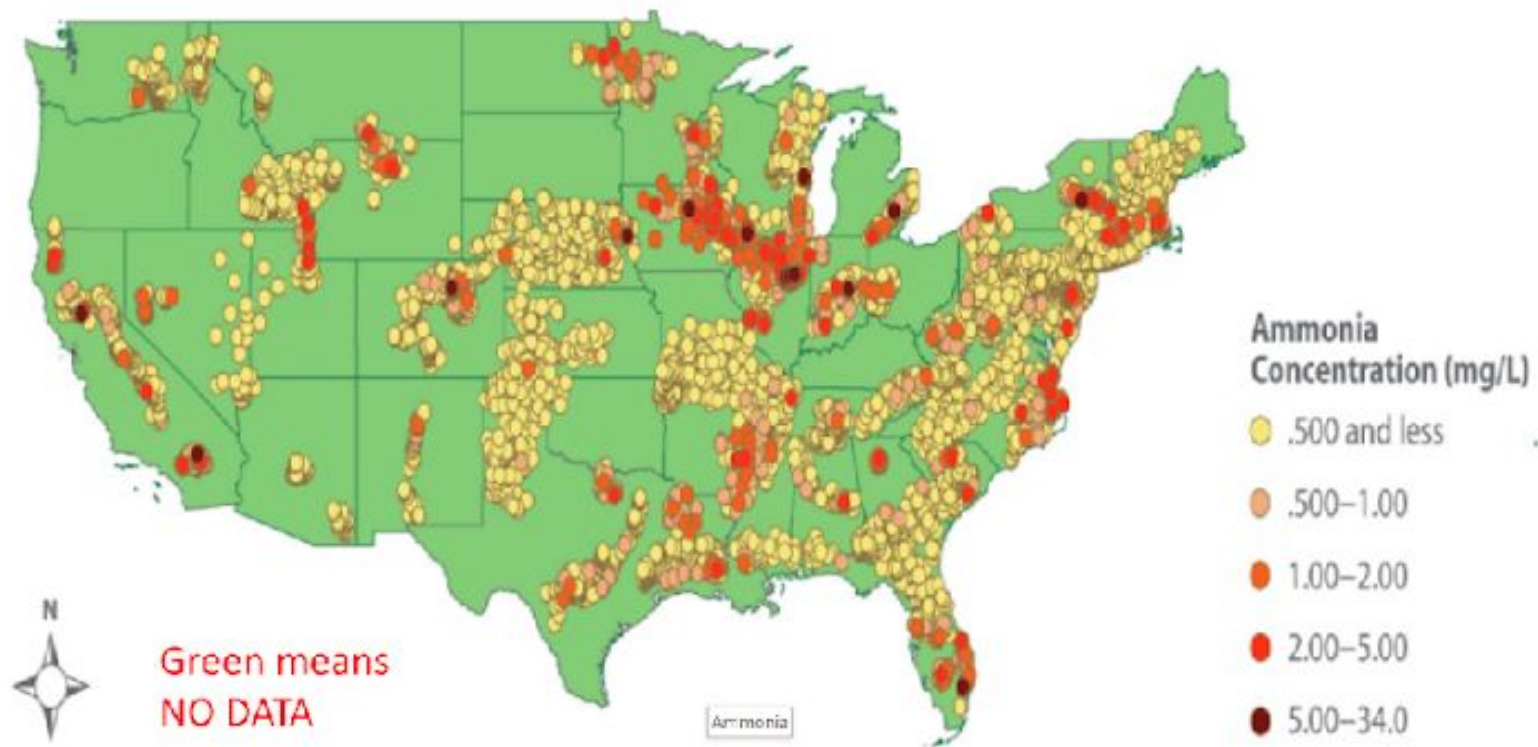 Ammonia
Concentration (mg/L)
.500 and less
.500–1.00
1.00–2.00
2.00–5.00
5.00–34.0
N
Green means
NO DATA
Ammonia